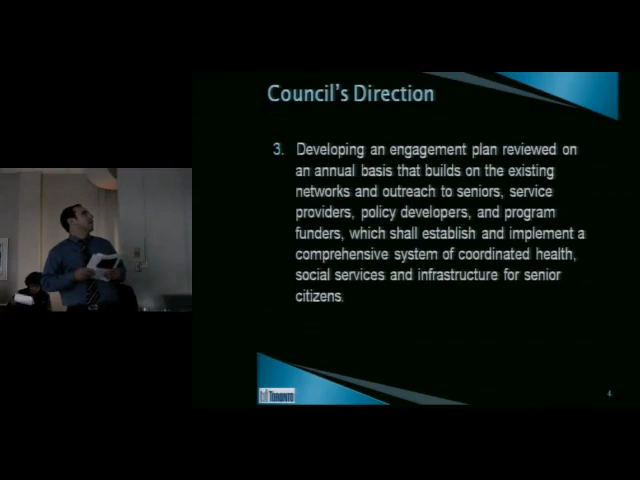 Council's Direction
3. Developing an engagement plan reviewed on
an annual basis that builds on the existing
networks and outreach to seniors, service
providers, policy developers, and program
funders, which shall establish and implement a
comprehensive system of coordinated health,
social services and infrastructure for senior
citizens.
TORONTO
4